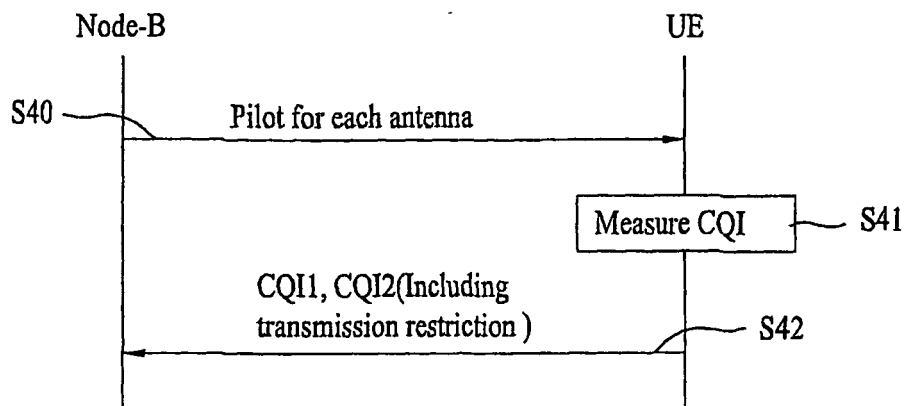 Node-B
UE
S40
Pilot for each antenna
Measure CQI
S41
CQI1, CQI2(Including
transmission restriction )
S42